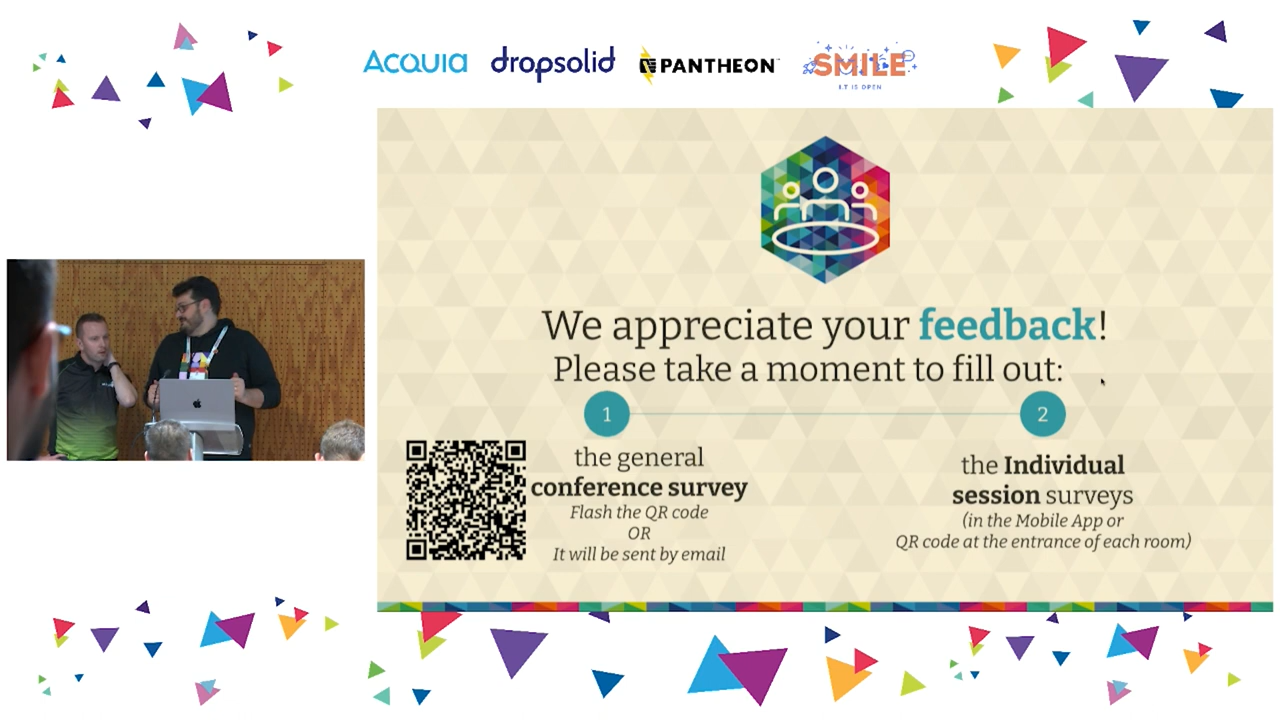 Acquia
dropsolid
PANTHEON
SMILE
I.T IS OPEN
We appreciate your feedback!
Please take a moment to fill out:
1
2
the general
conference survey
Flash the QR code
OR
It will be sent by email
the Individual
session surveys
(in the Mobile App or
QR code at the entrance of each room)